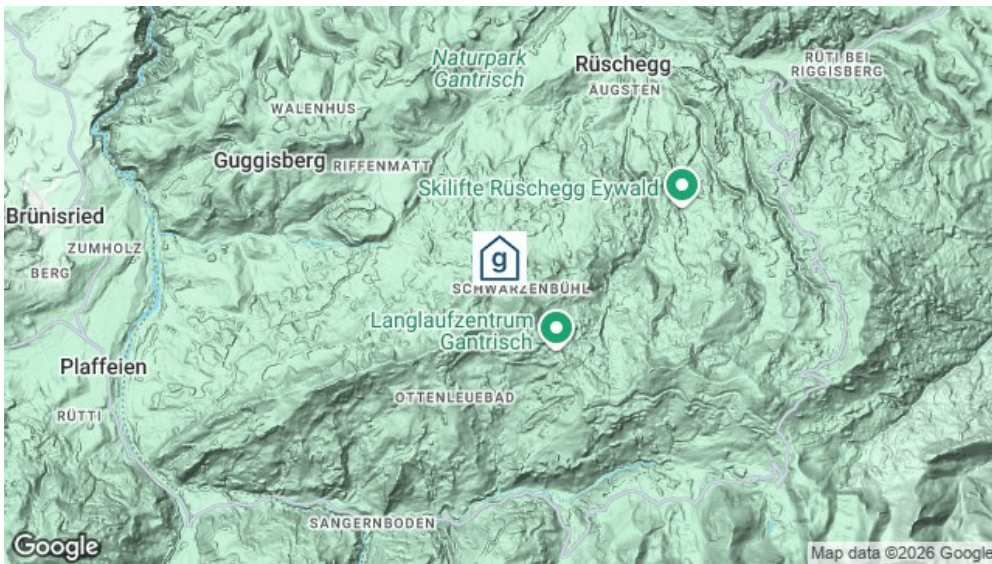 Naturpark
Gantrisch
Rüschegg
ÄUGSTEN
RÜTI BEI
RIGGISBERG
WALENHUS
Guggisberg
RIFFENMATT
Skilifte Rüschegg Eywald
Brünisried
ZUMHOLZ
BERG
g
SCHWARZENBÜHL
Langlaufzentrum
Gantrisch
Plaffeien
OTTENLEUEBAD
RÜTTI
SANGERNBODEN
Google
Map data ©2026 Google